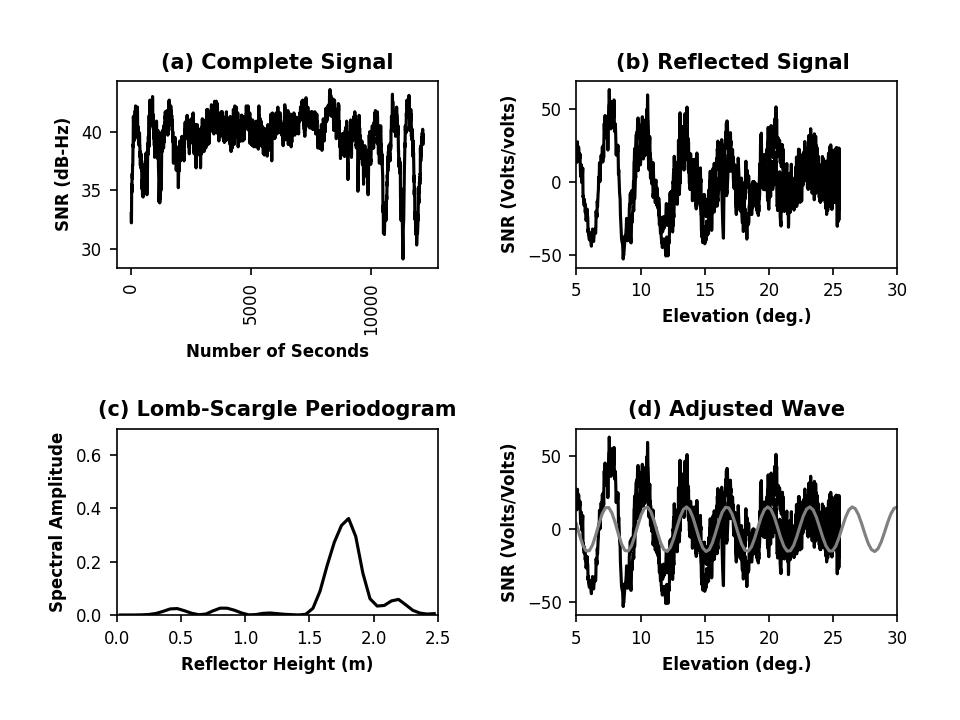 (a) Complete Signal
SNR (dB-Hz)
40
35
30
0
5000
10000
Number of Seconds
(b) Reflected Signal
SNR (Volts/volts)
50
0
−50
5 10 15 20 25 30
Elevation (deg.)
(c) Lomb-Scargle Periodogram
Spectral Amplitude
0.6
0.4
0.2
0.0
0.0 0.5 1.0 1.5 2.0 2.5
Reflector Height (m)
(d) Adjusted Wave
SNR (Volts/Volts)
50
0
−50
5 10 15 20 25 30
Elevation (deg.)